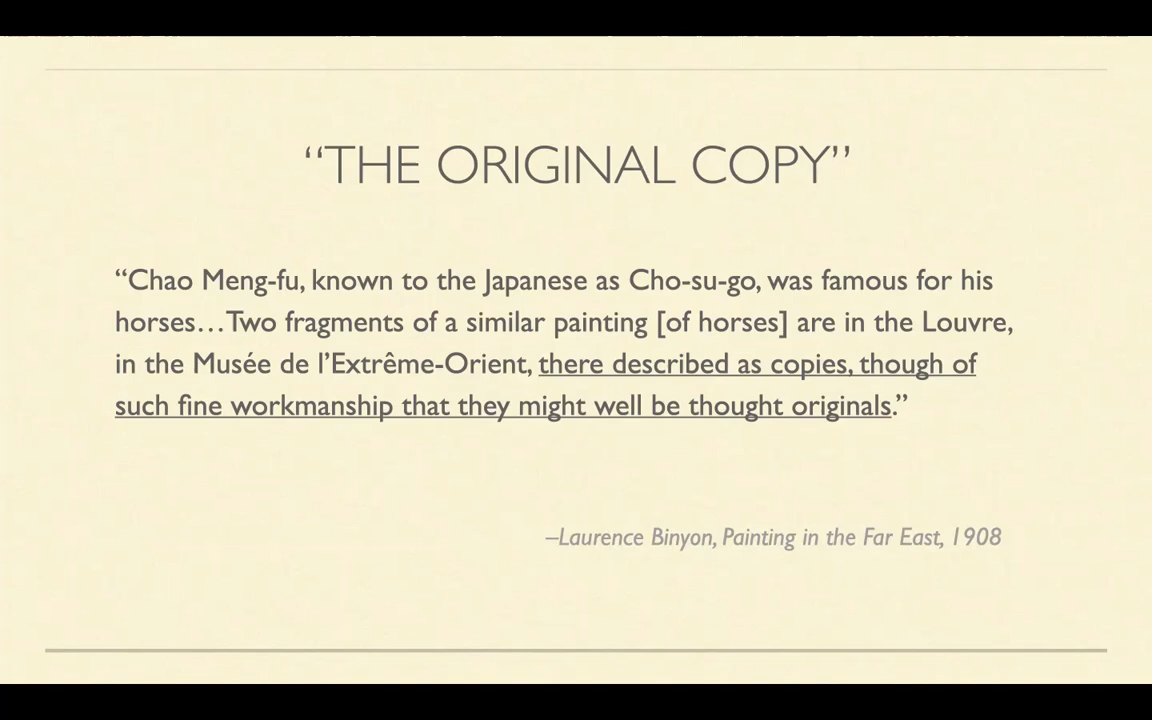 “THE ORIGINAL COPY”
“Chao Meng-fu, known to the Japanese as Cho-su-go, was famous for his
horses…Two fragments of a similar painting [of horses] are in the Louvre,
in the Musée de l’Extrême-Orient, there described as copies, though of
such fine workmanship that they might well be thought originals.”
–Laurence Binyon, Painting in the Far East, 1908